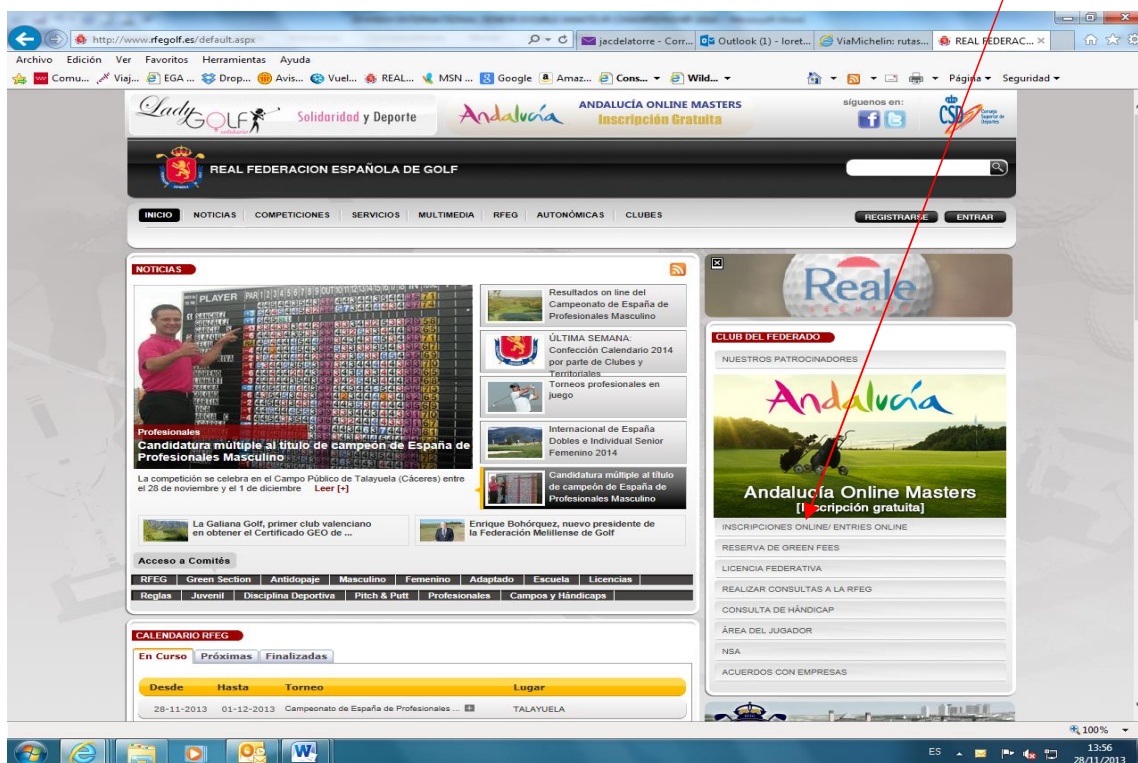 http://www.rfegolf.es/default.aspx
jacdelatorre - Corr...
Outlook (1) - loret...
ViaMichelin: rutas...
REAL FEDERAC...
Archivo Edición Ver Favoritos Herramientas Ayuda
Comu... Viaj... EGA ... Drop... Avis... Vuel... REAL... MSN ... Google Amaz... Cons... Wild... Página Seguridad
Lady GOLF
Solidaridad y Deporte
Andalucía
ANDALUCÍA ONLINE MASTERS
Inscripción Gratuita
síguenos en:
CSD Consejo Superior de Deportes
REAL FEDERACION ESPAÑOLA DE GOLF
INICIO NOTICIAS COMPETICIONES SERVICIOS MULTIMEDIA RFEG AUTONÓMICAS CLUBES
REGISTRARSE ENTRAR
NOTICIAS
PLAYER PAR
Profesionales
Candidatura múltiple al título de campeón de España de
Profesionales Masculino
La competición se celebra en el Campo Público de Talayuela (Cáceres) entre
el 28 de noviembre y el 1 de diciembre Leer [+]
Resultados on line del
Campeonato de España de
Profesionales Masculino
ÚLTIMA SEMANA:
Confección Calendario 2014
por parte de Clubes y
Territoriales
Torneos profesionales en
juego
Internacional de España
Dobles e Individual Senior
Femenino 2014
Candidatura múltiple al título
de campeón de España de
Profesionales Masculino
La Galiana Golf, primer club valenciano
en obtener el Certificado GEO de ...
Enrique Bohórquez, nuevo presidente de
la Federación Melillense de Golf
Acceso a Comités
RFEG Green Section Antidopaje Masculino Femenino Adaptado Escuela Licencias
Reglas Juvenil Disciplina Deportiva Pitch & Putt Profesionales Campos y Hándicaps
CALENDARIO RFEG
En Curso Próximas Finalizadas
Desde Hasta Torneo Lugar
28-11-2013 01-12-2013 Campeonato de España de Profesionales ... TALAYUELA
Reale
CLUB DEL FEDERADO
NUESTROS PATROCINADORES
Andalucía
Andalucía Online Masters
[Inscripción gratuita]
INSCRIPCIONES ONLINE/ ENTRIES ONLINE
RESERVA DE GREEN FEES
LICENCIA FEDERATIVA
REALIZAR CONSULTAS A LA RFEG
CONSULTA DE HÁNDICAP
ÁREA DEL JUGADOR
NSA
ACUERDOS CON EMPRESAS
100%
ES
13:56
28/11/2013